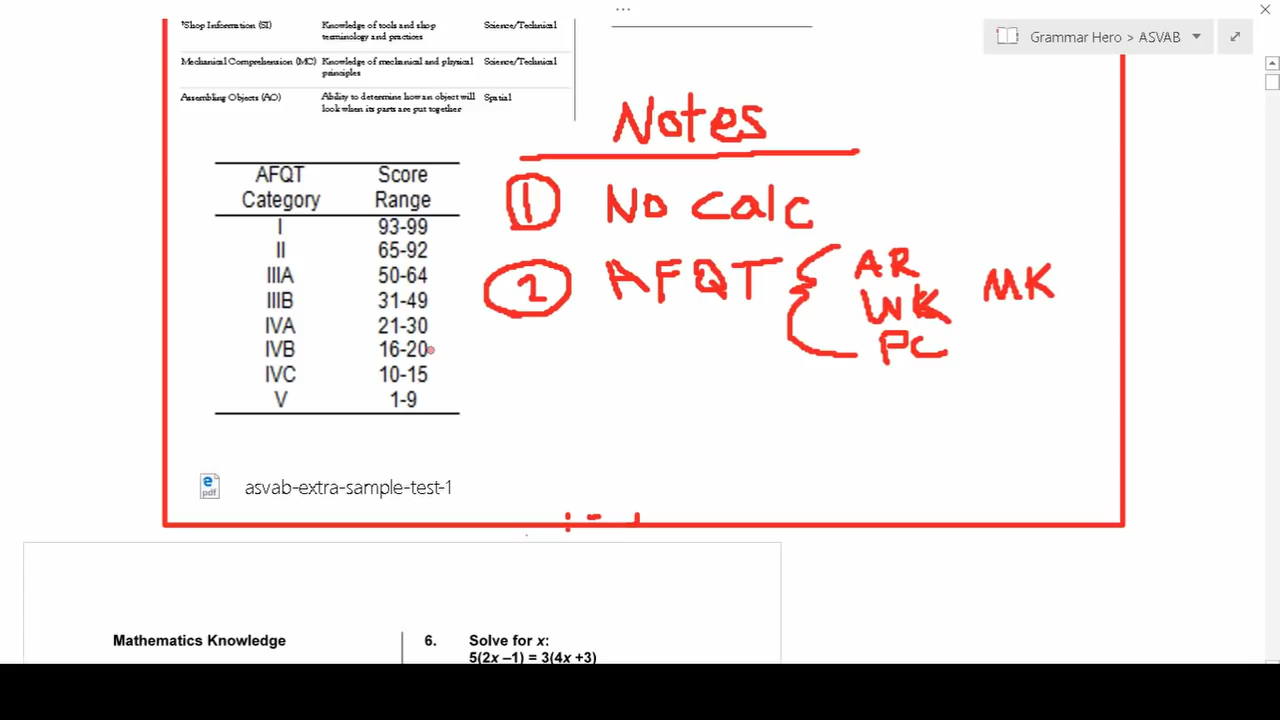 Grammar Hero > ASVAB
¹Shop Information (SI) Knowledge of tools and shop terminology and practices Science/Technical
Mechanical Comprehension (MC) Knowledge of mechanical and physical principles Science/Technical
Assembling Objects (AO) Ability to determine how an object will look when its parts are put together Spatial
Notes
① No calc
② AFQT { AR WK PC MK
AFQT Category Score Range
I 93-99
II 65-92
IIIA 50-64
IIIB 31-49
IVA 21-30
IVB 16-20
IVC 10-15
V 1-9
asvab-extra-sample-test-1
Mathematics Knowledge
6. Solve for x:
5(2x –1) = 3(4x +3)